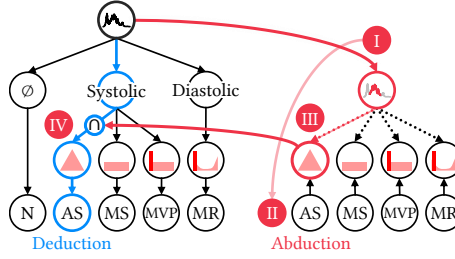 I
∅ Systolic Diastolic
IV ∩ III
II
N AS MS MVP MR AS MS MVP MR
Deduction Abduction